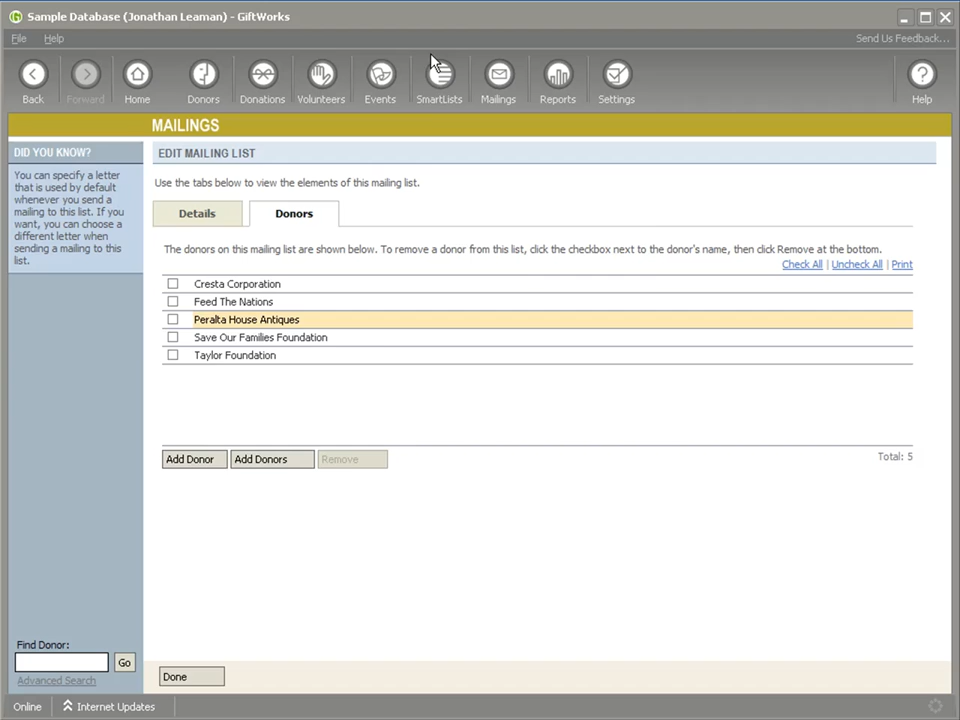 Sample Database (Jonathan Leaman) - GiftWorks
File Help Send Us Feedback...
Back Forward Home Donors Donations Volunteers Events SmartLists Mailings Reports Settings Help
MAILINGS
DID YOU KNOW?
You can specify a letter
that is used by default
whenever you send a
mailing to this list. If you
want, you can choose a
different letter when
sending a mailing to this
list.
EDIT MAILING LIST
Use the tabs below to view the elements of this mailing list.
Details Donors
The donors on this mailing list are shown below. To remove a donor from this list, click the checkbox next to the donor's name, then click Remove at the bottom.
Check All | Uncheck All | Print
Cresta Corporation
Feed The Nations
Peralta House Antiques
Save Our Families Foundation
Taylor Foundation
Add Donor Add Donors Remove Total: 5
Find Donor:
Go
Advanced Search
Done
Online Internet Updates